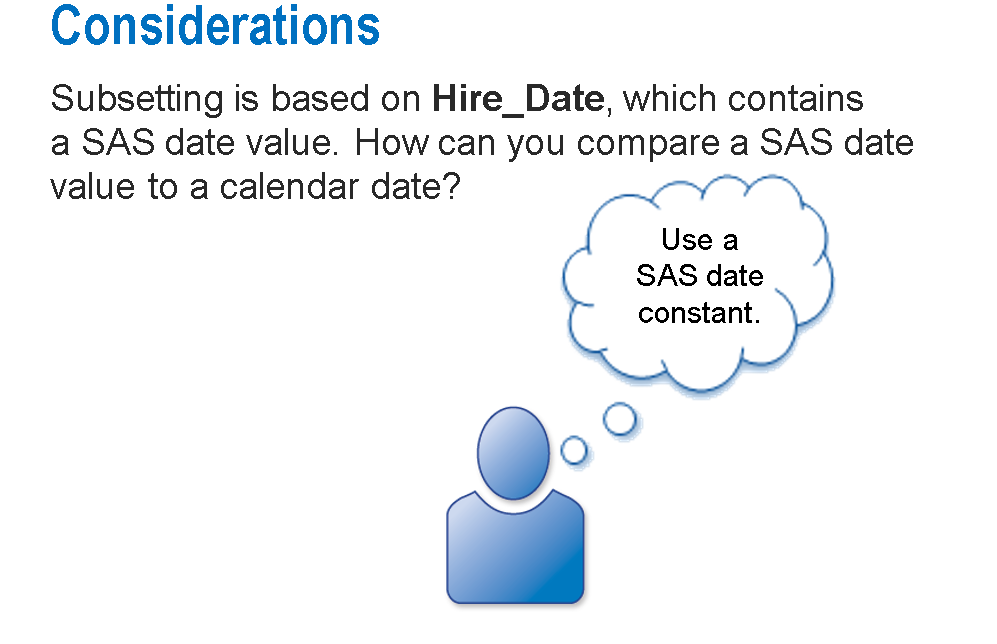 Considerations
Subsetting is based on Hire_Date, which contains
a SAS date value.  How can you compare a SAS date
value to a calendar date?
Use a
SAS date
constant.